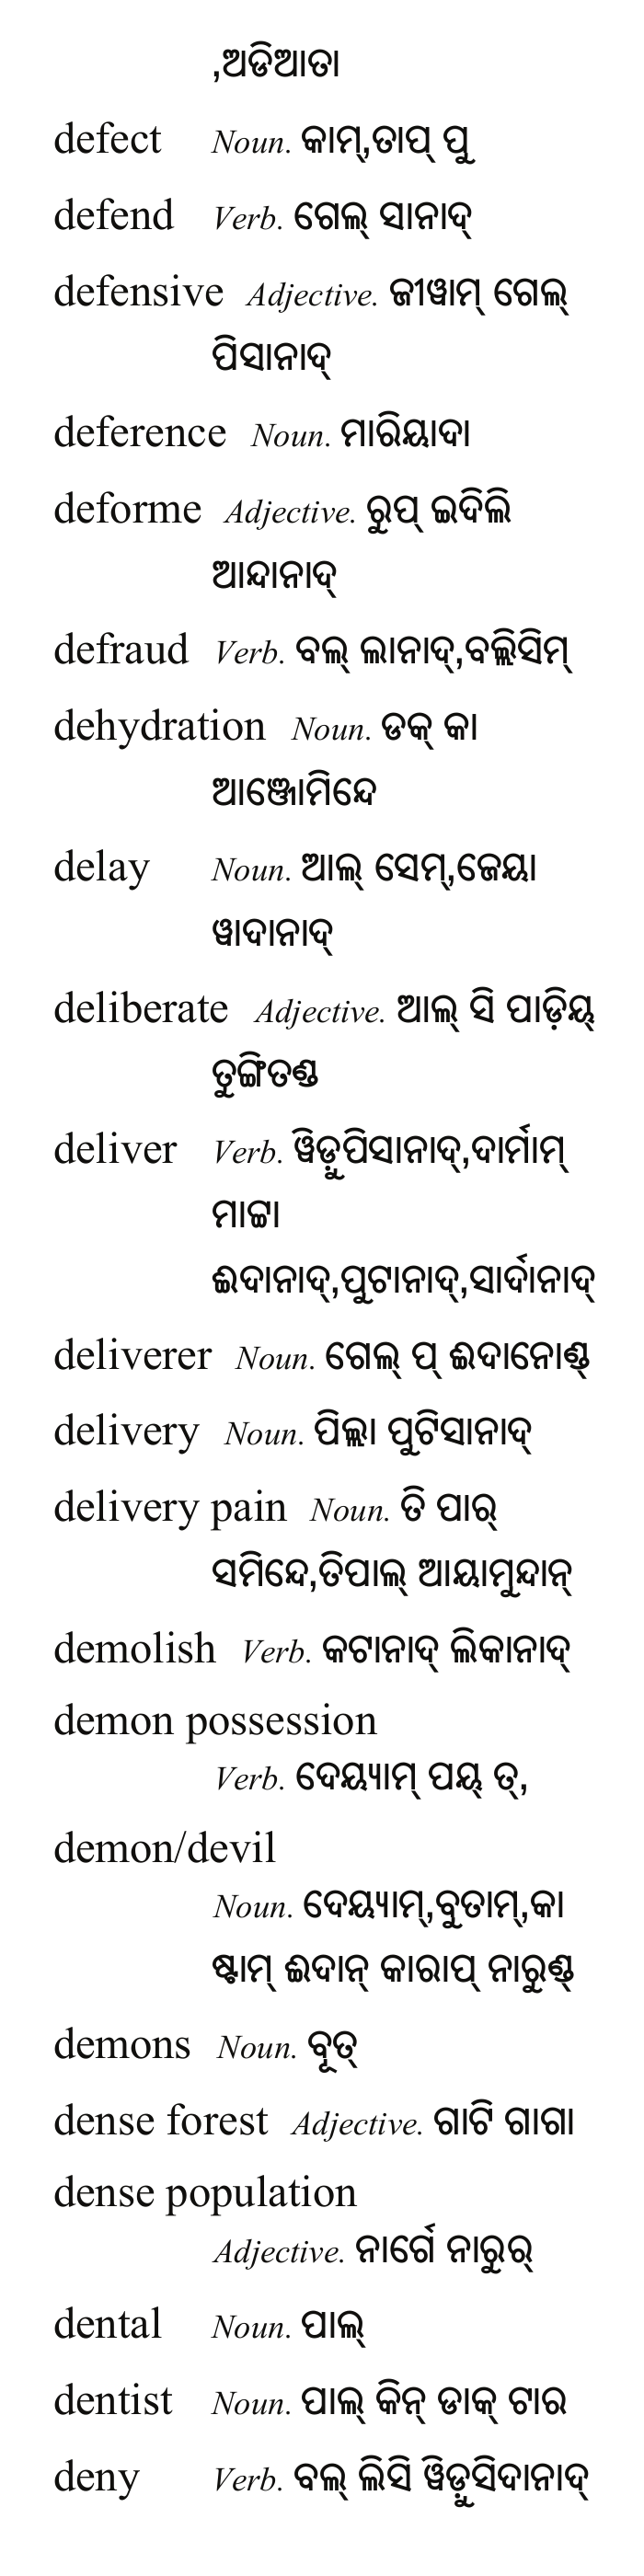 ,ଅଡିଆତା
defect Noun. କାମ୍,ତାପ୍ ପୁ
defend Verb. ଗେଲ୍ ସାନାଦ୍
defensive Adjective. ଜୀୱାମ୍ ଗେଲ୍
ପିସାନାଦ୍
deference Noun. ମାରିୟାଦା
deforme Adjective. ରୁପ୍ ଇଦିଲି
ଆନ୍ଦାନାଦ୍
defraud Verb. ବଲ୍ ଲାନାଦ୍,ବଲ୍ଲିସିମ୍
dehydration Noun. ଡକ୍ କା
ଆଞ୍ଜୋମିନ୍ଦେ
delay Noun. ଆଲ୍ ସେମ୍,ଜେୟା
ୱାଦାନାଦ୍
deliberate Adjective. ଆଲ୍ ସି ପାଡ଼ିୟ୍
ତୁଙ୍ଗିତଣ୍ଡ
deliver Verb. ୱିଡ଼ୁପିସାନାଦ୍,ଦାର୍ମାମ୍
ମାଟ୍ଟା
ଈଦାନାଦ୍,ପୁଟାନାଦ୍,ସାର୍ଦାନାଦ୍
deliverer Noun. ଗେଲ୍ ପ୍ ଈଦାନୋଣ୍ଡ୍
delivery Noun. ପିଲ୍ଲା ପୁଟିସାନାଦ୍
delivery pain Noun. ତି ପାର୍
ସମିନ୍ଦେ,ତିପାଲ୍ ଆୟାମୁନ୍ଦାନ୍
demolish Verb. କଟାନାଦ୍ ଲିକାନାଦ୍
demon possession
Verb. ଦେୟ୍ୟାମ୍ ପୟ୍ ତ୍,
demon/devil
Noun. ଦେୟ୍ୟାମ୍,ବୁତାମ୍,କା
ଷ୍ଟାମ୍ ଈଦାନ୍ କାରାପ୍ ନାରୁଣ୍ଡ୍
demons Noun. ବୂତ୍
dense forest Adjective. ଗାଟି ଗାଗା
dense population
Adjective. ନାର୍ଗେ ନାରୁର୍
dental Noun. ପାଲ୍
dentist Noun. ପାଲ୍ କିନ୍ ଡାକ୍ ଟାର
deny Verb. ବଲ୍ ଲିସି ୱିଡ଼ୁସିଦାନାଦ୍